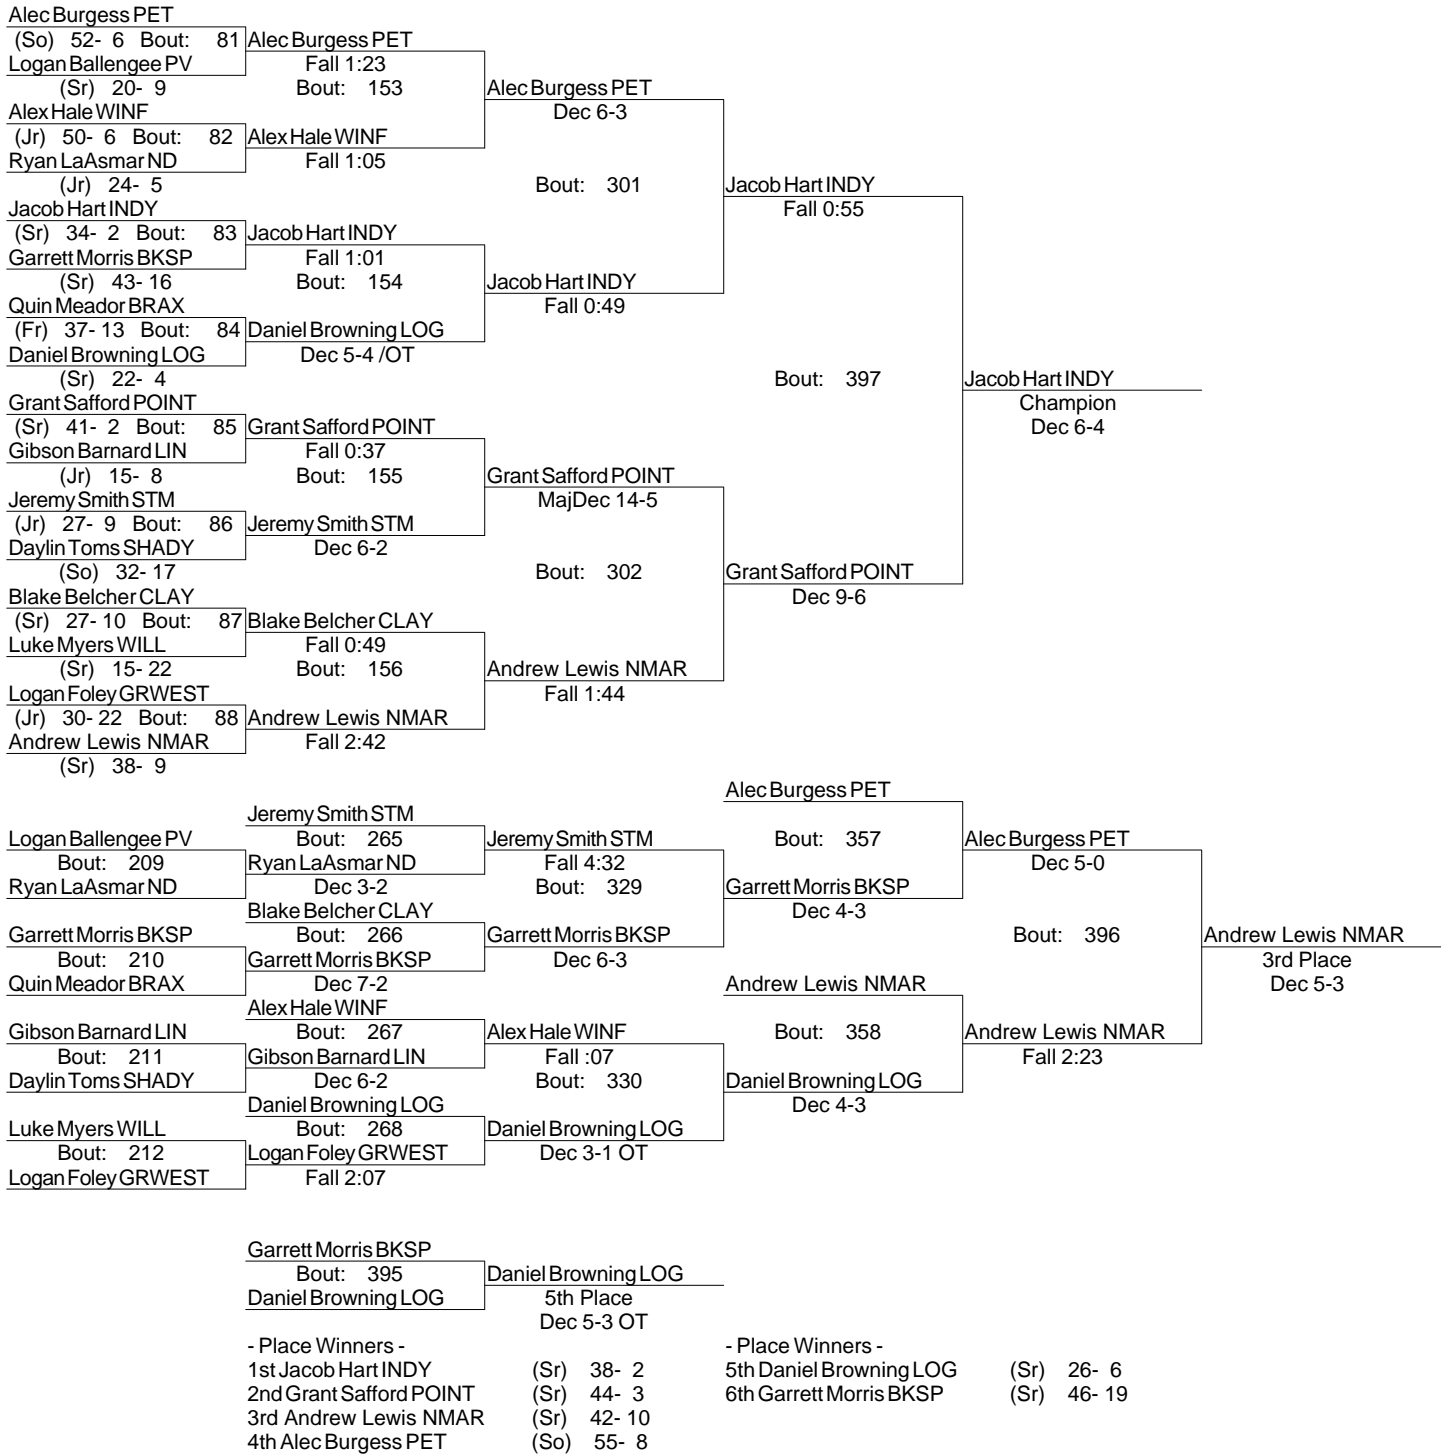 Alec Burgess PET
(So) 52- 6 Bout: 81 Alec Burgess PET
Logan Ballengee PV Fall 1:23
(Sr) 20- 9 Bout: 153 Alec Burgess PET
Alex Hale WINF Dec 6-3
(Jr) 50- 6 Bout: 82 Alex Hale WINF
Ryan LaAsmar ND Fall 1:05
(Jr) 24- 5 Bout: 301 Jacob Hart INDY
Jacob Hart INDY Fall 0:55
(Sr) 34- 2 Bout: 83 Jacob Hart INDY
Garrett Morris BKSP Fall 1:01
(Sr) 43- 16 Bout: 154 Jacob Hart INDY
Quin Meador BRAX Fall 0:49
(Fr) 37- 13 Bout: 84 Daniel Browning LOG
Daniel Browning LOG Dec 5-4 /OT
(Sr) 22- 4 Bout: 397 Jacob Hart INDY
Grant Safford POINT Champion
(Sr) 41- 2 Bout: 85 Grant Safford POINT Dec 6-4
Gibson Barnard LIN Fall 0:37
(Jr) 15- 8 Bout: 155 Grant Safford POINT
Jeremy Smith STM MajDec 14-5
(Jr) 27- 9 Bout: 86 Jeremy Smith STM
Daylin Toms SHADY Dec 6-2
(So) 32- 17 Bout: 302 Grant Safford POINT
Blake Belcher CLAY Dec 9-6
(Sr) 27- 10 Bout: 87 Blake Belcher CLAY
Luke Myers WILL Fall 0:49
(Sr) 15- 22 Bout: 156 Andrew Lewis NMAR
Logan Foley GRWEST Fall 1:44
(Jr) 30- 22 Bout: 88 Andrew Lewis NMAR
Andrew Lewis NMAR Fall 2:42
(Sr) 38- 9
Alec Burgess PET
Jeremy Smith STM
Logan Ballengee PV Bout: 265 Jeremy Smith STM Bout: 357 Alec Burgess PET
Bout: 209 Ryan LaAsmar ND Fall 4:32 Dec 5-0
Ryan LaAsmar ND Dec 3-2 Bout: 329 Garrett Morris BKSP
Blake Belcher CLAY Dec 4-3
Garrett Morris BKSP Bout: 266 Garrett Morris BKSP Bout: 396 Andrew Lewis NMAR
Bout: 210 Garrett Morris BKSP Dec 6-3 3rd Place
Quin Meador BRAX Dec 7-2 Andrew Lewis NMAR Dec 5-3
Alex Hale WINF
Gibson Barnard LIN Bout: 267 Alex Hale WINF Bout: 358 Andrew Lewis NMAR
Bout: 211 Gibson Barnard LIN Fall :07 Fall 2:23
Daylin Toms SHADY Dec 6-2 Bout: 330 Daniel Browning LOG
Daniel Browning LOG Dec 4-3
Luke Myers WILL Bout: 268 Daniel Browning LOG
Bout: 212 Logan Foley GRWEST Dec 3-1 OT
Logan Foley GRWEST Fall 2:07
Garrett Morris BKSP
Bout: 395 Daniel Browning LOG
Daniel Browning LOG 5th Place
Dec 5-3 OT
- Place Winners - - Place Winners -
1st Jacob Hart INDY (Sr) 38- 2 5th Daniel Browning LOG (Sr) 26- 6
2nd Grant Safford POINT (Sr) 44- 3 6th Garrett Morris BKSP (Sr) 46- 19
3rd Andrew Lewis NMAR (Sr) 42- 10
4th Alec Burgess PET (So) 55- 8